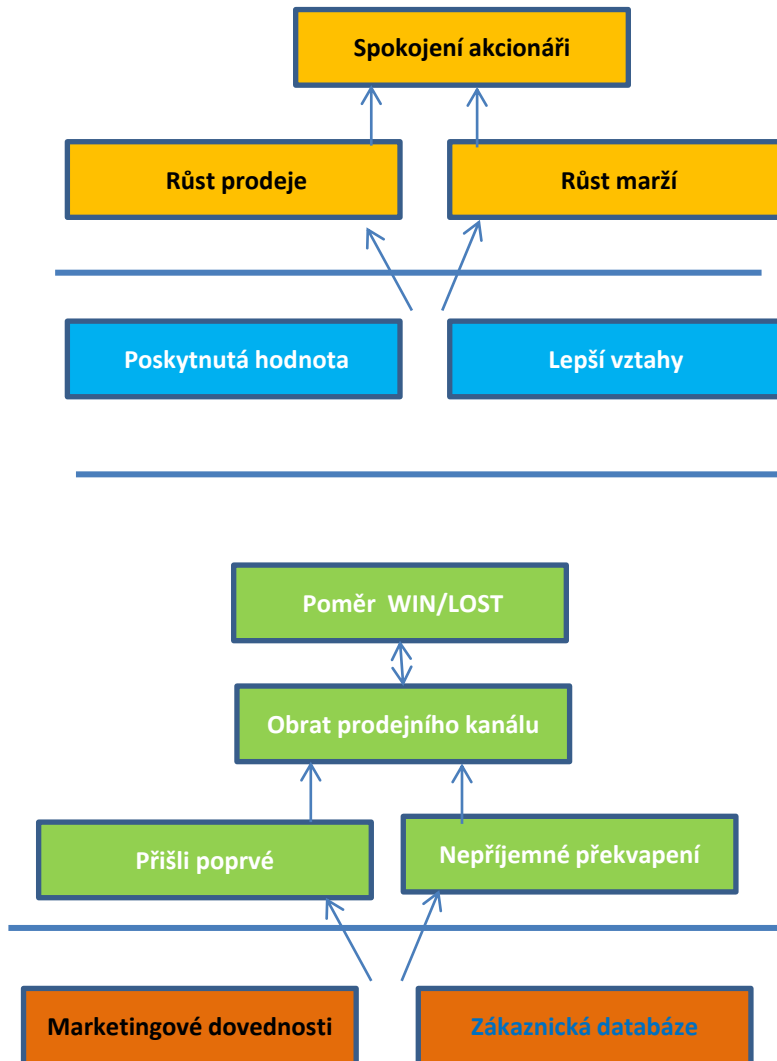 Spokojení akcionáři
Růst prodeje
Růst marží
Poskytnutá hodnota
Lepší vztahy
Poměr  WIN/LOST
Obrat prodejního kanálu
Přišli poprvé
Nepříjemné překvapení
Marketingové dovednosti
Zákaznická databáze